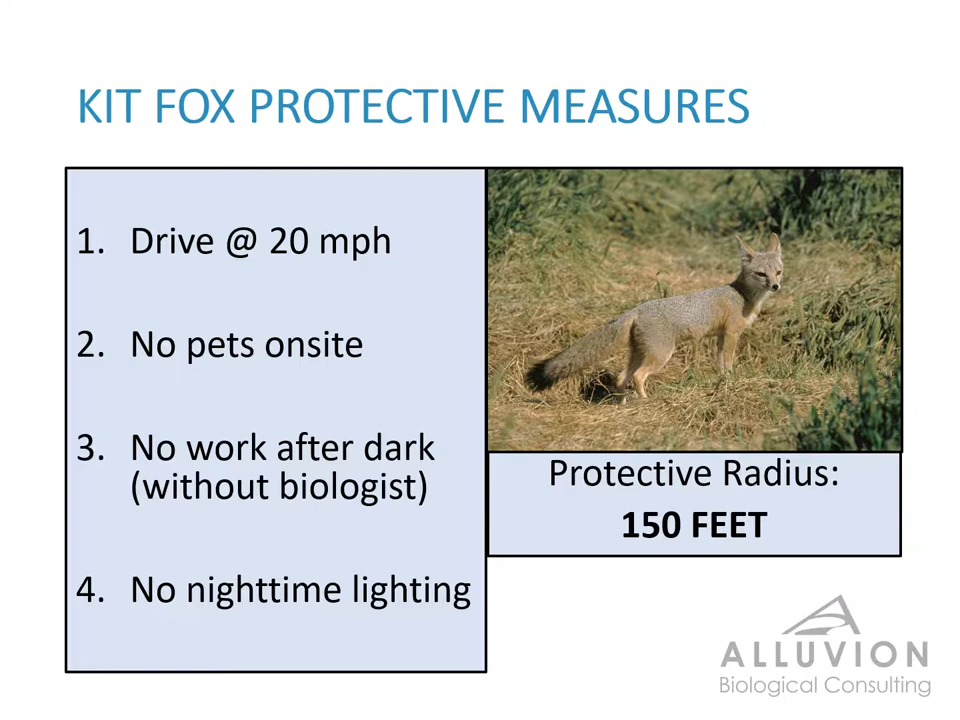 KIT FOX PROTECTIVE MEASURES
1. Drive @ 20 mph
2. No pets onsite
3. No work after dark
(without biologist)
4. No nighttime lighting
Protective Radius:
150 FEET
ALLUVION
Biological Consulting